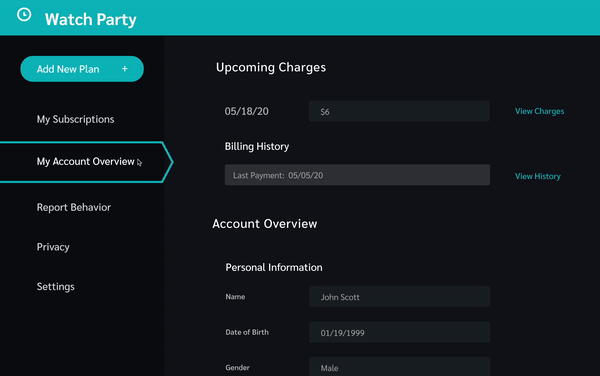 Watch Party
Add New Plan +
My Subscriptions
My Account Overview
Report Behavior
Privacy
Settings
Upcoming Charges
05/18/20 $6 View Charges
Billing History
Last Payment: 05/05/20 View History
Account Overview
Personal Information
Name John Scott
Date of Birth 01/19/1999
Gender Male